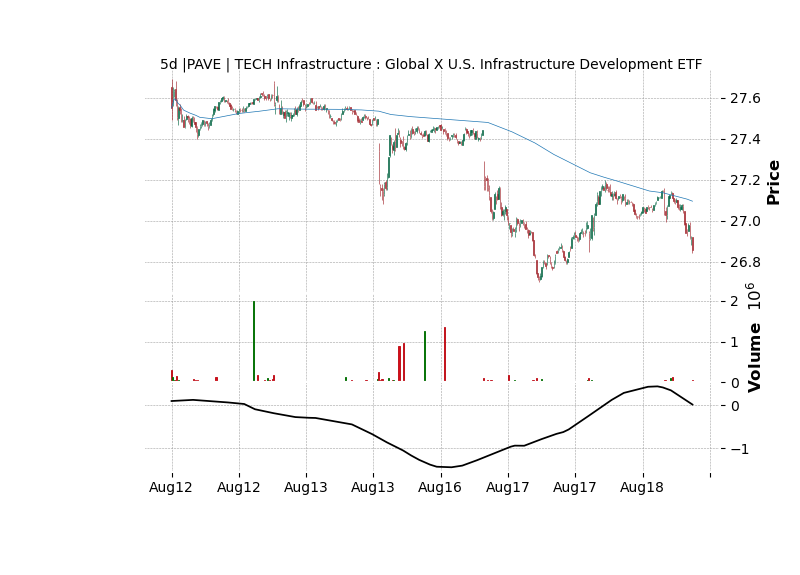 5d |PAVE | TECH Infrastructure : Global X U.S. Infrastructure Development ETF
27.6
27.4
27.2
27.0
26.8
Price
2
1
0
Volume 10^6
0
−1
Aug12 Aug12 Aug13 Aug13 Aug16 Aug17 Aug17 Aug18